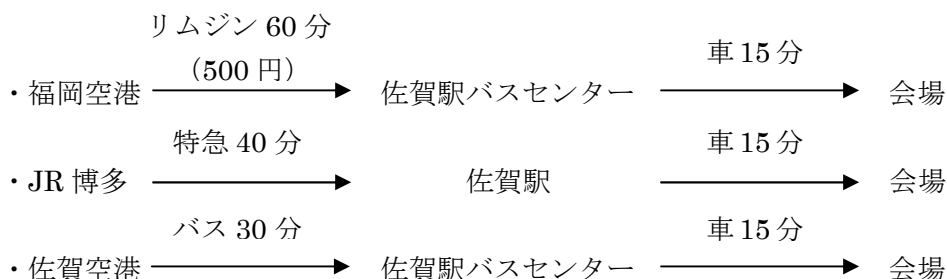 リムジン 60 分
(500 円)
車 15 分
・福岡空港 佐賀駅バスセンター 会場
特急 40 分
車 15 分
・JR 博多 佐賀駅 会場
バス 30 分
車 15 分
・佐賀空港 佐賀駅バスセンター 会場